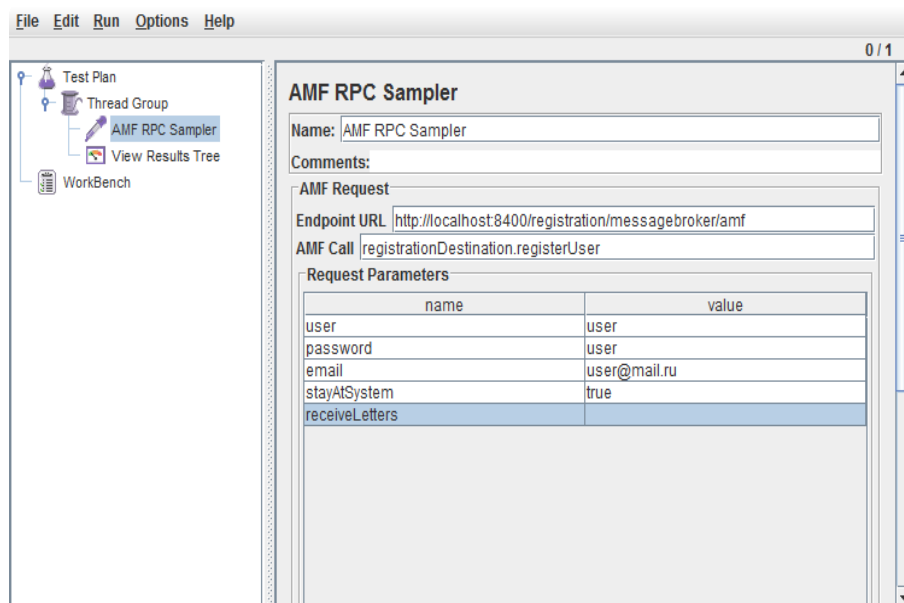 File Edit Run Options Help
0 / 1
Test Plan
Thread Group
AMF RPC Sampler
View Results Tree
WorkBench
AMF RPC Sampler
Name: AMF RPC Sampler
Comments:
AMF Request
Endpoint URL http://localhost:8400/registration/messagebroker/amf
AMF Call registrationDestination.registerUser
Request Parameters
name value
user user
password user
email user@mail.ru
stayAtSystem true
receiveLetters